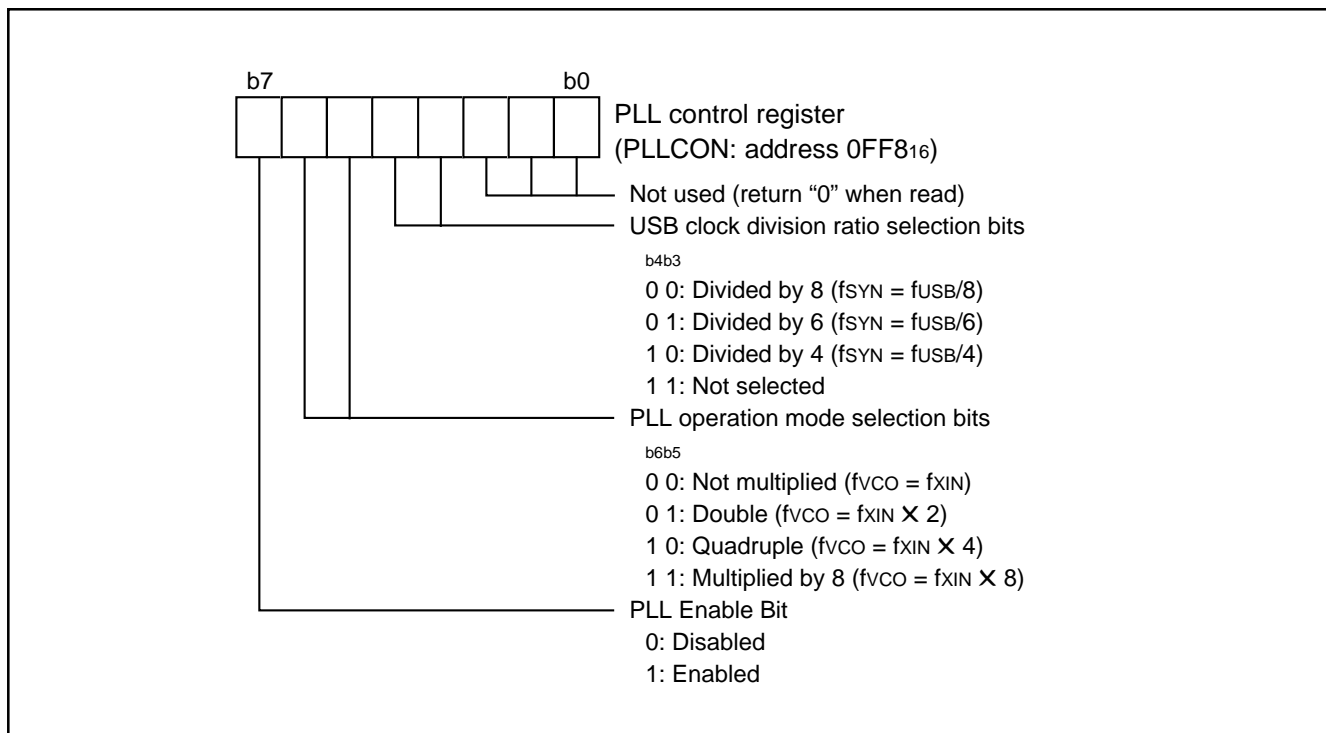 b7 b0
PLL control register
(PLLCON: address 0FF816)
Not used (return “0” when read)
USB clock division ratio selection bits
b4b3
0 0: Divided by 8 (fSYN = fUSB/8)
0 1: Divided by 6 (fSYN = fUSB/6)
1 0: Divided by 4 (fSYN = fUSB/4)
1 1: Not selected
PLL operation mode selection bits
b6b5
0 0: Not multiplied (fVCO = fXIN)
0 1: Double (fVCO = fXIN ✕ 2)
1 0: Quadruple (fVCO = fXIN ✕ 4)
1 1: Multiplied by 8 (fVCO = fXIN ✕ 8)
PLL Enable Bit
0: Disabled
1: Enabled